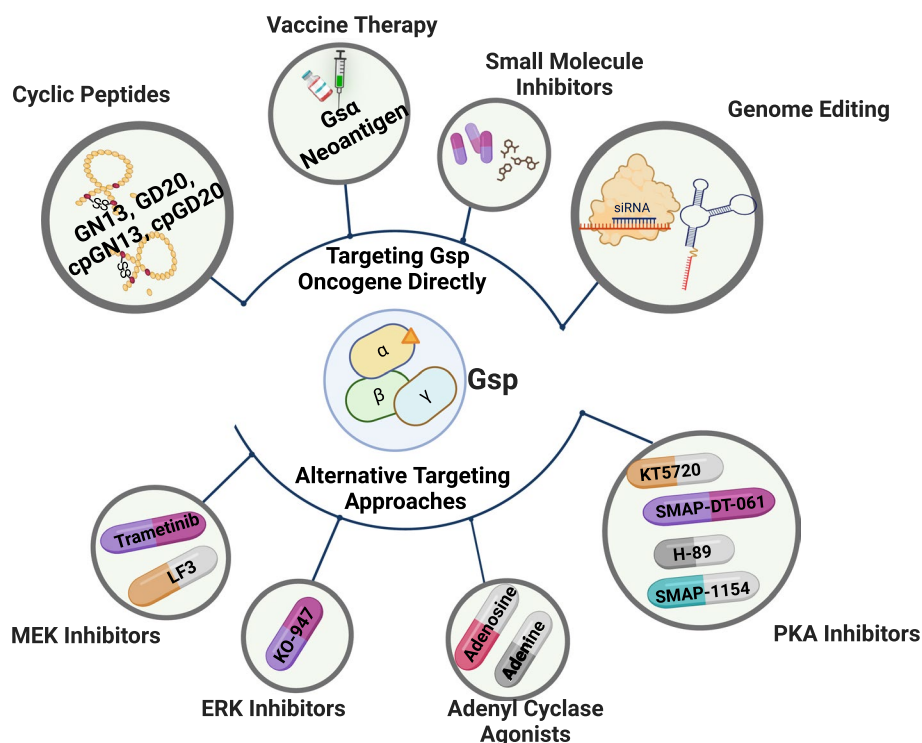 Vaccine Therapy
Small Molecule
Inhibitors
Cyclic Peptides
Genome Editing
Gsα
Neoantigen
GN13, GD20,
cpGN13, cpGD20
SS
SS
siRNA
Targeting Gsp
Oncogene Directly
α
β
γ
Gsp
Alternative Targeting
Approaches
Trametinib
LF3
MEK Inhibitors
KO-947
ERK Inhibitors
Adenosine
Adenine
Adenyl Cyclase
Agonists
KT5720
SMAP-DT-061
H-89
SMAP-1154
PKA Inhibitors